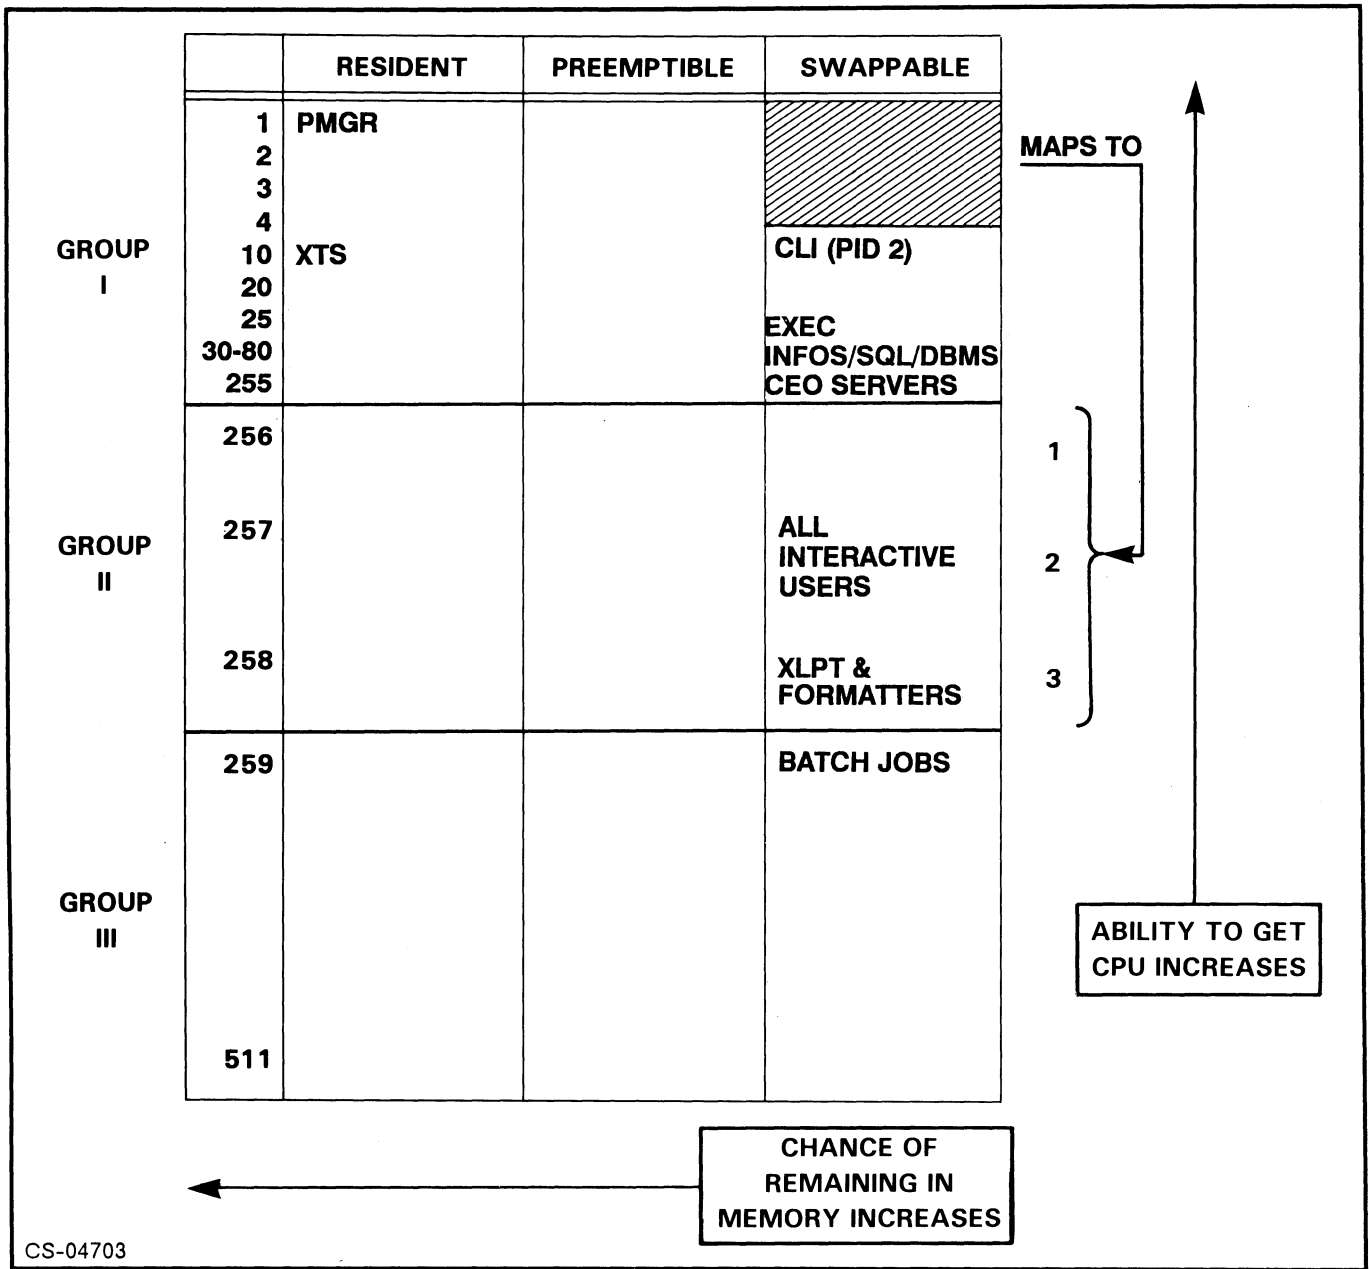 RESIDENT PREEMPTIBLE SWAPPABLE
1 PMGR
MAPS TO
2
3
4
GROUP
I
10 XTS CLI (PID 2)
20
25 EXEC
30-80 INFOS/SQL/DBMS
255 CEO SERVERS
256
1
GROUP
II
257 ALL
INTERACTIVE
USERS
2
258 XLPT &
FORMATTERS
3
259 BATCH JOBS
GROUP
III
ABILITY TO GET
CPU INCREASES
511
CHANCE OF
REMAINING IN
MEMORY INCREASES
CS-04703